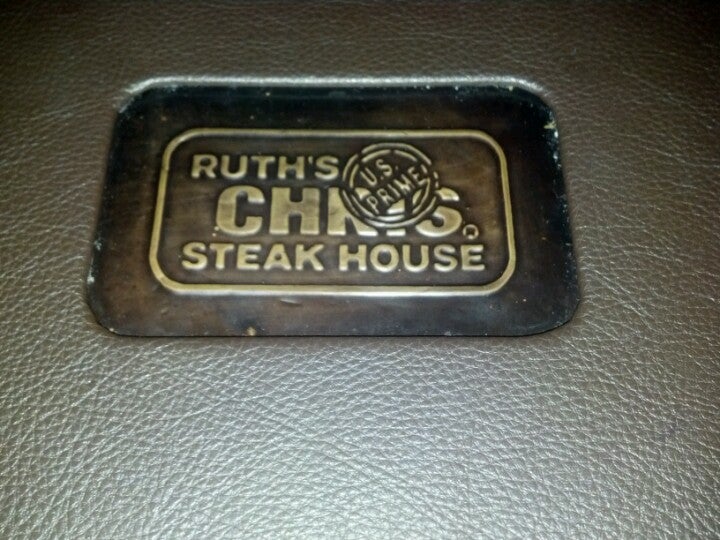 RUTH'S
U.S.
PRIME
CHRIS
STEAK HOUSE